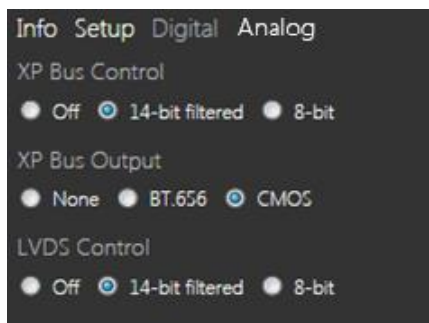 Info Setup Digital Analog
XP Bus Control
Off 14-bit filtered 8-bit
XP Bus Output
None BT.656 CMOS
LVDS Control
Off 14-bit filtered 8-bit